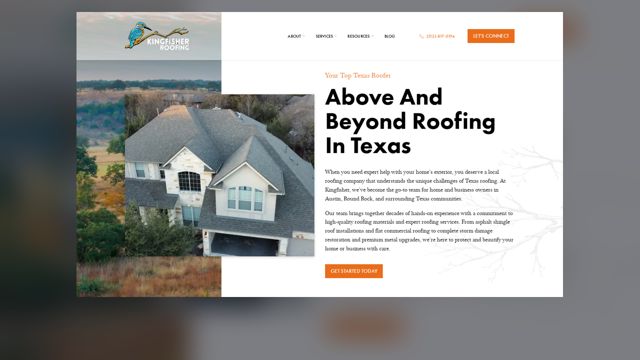 KINGFISHER
ROOFING
ABOUT
SERVICES
RESOURCES
BLOG
LET'S CONNECT
Your Top Texas Roofer
Above And
Beyond Roofing
In Texas
When you need expert help with your home's exterior, you deserve a local
roofing company that understands the unique challenges of Texas roofing. At
Kingfisher, we've become the go-to team for home and business owners in
Austin, Round Rock, and surrounding Texas communities.
Our team brings together decades of hands-on experience with a commitment to
high-quality roofing materials and expert roofing services. From asphalt shingle
roof installations and flat commercial roofing to complete storm damage
restoration and premium metal upgrades, we're here to protect and beautify your
home or business with care.
GET STARTED TODAY